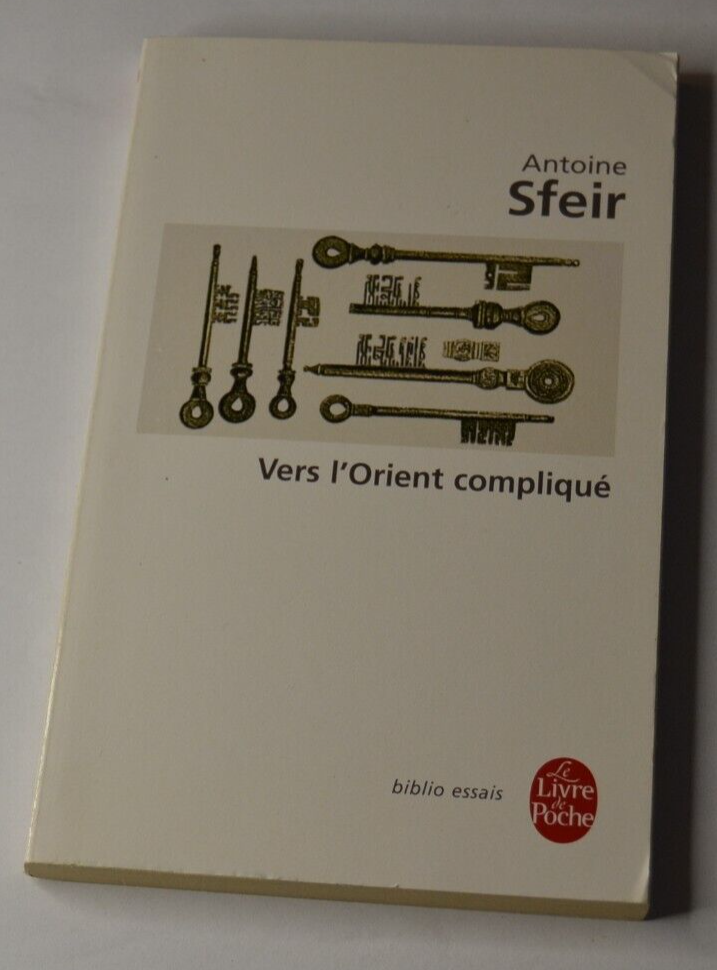 Antoine
Sfeir
Vers l'Orient compliqué
biblio essais
Le
Livre
de
Poche